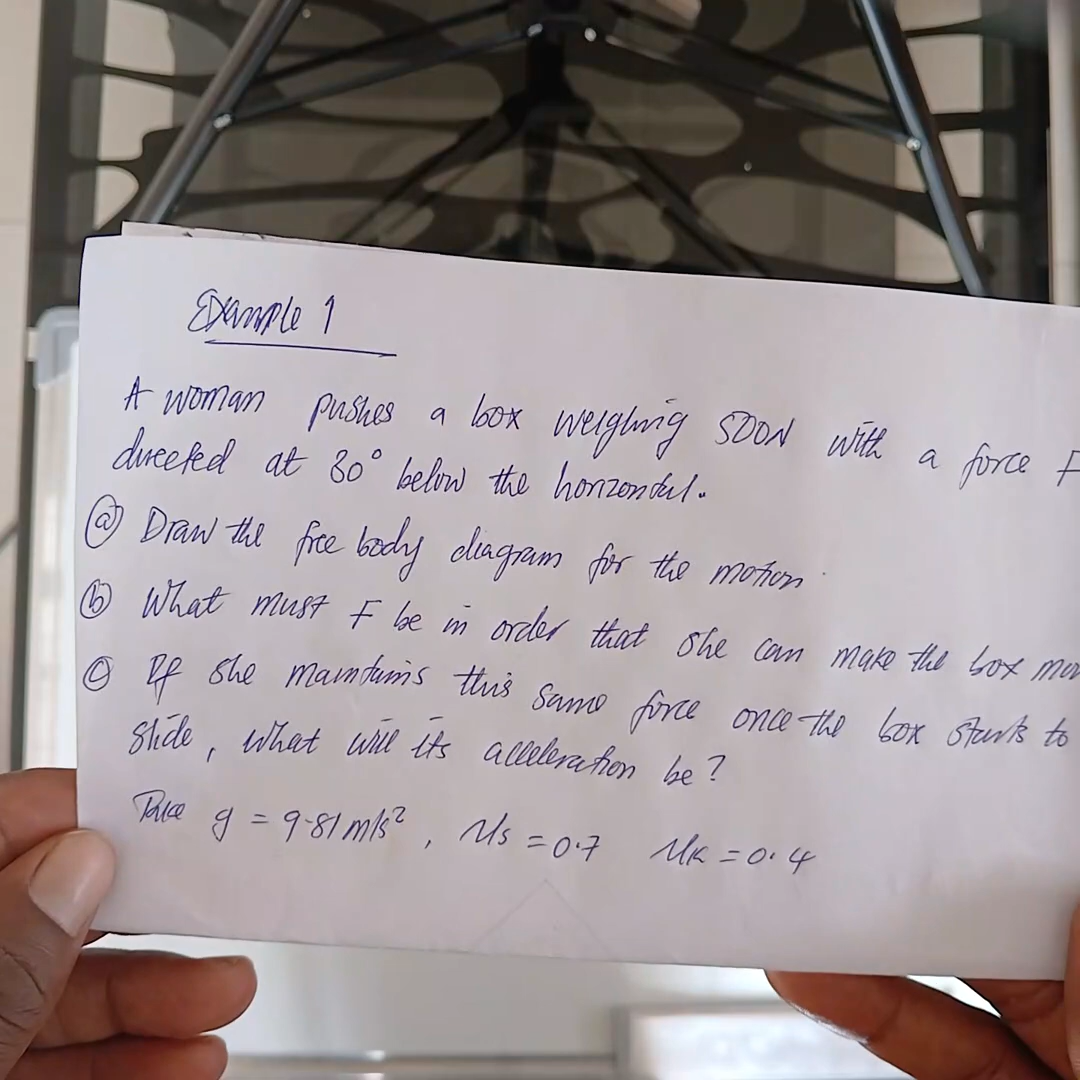 Example 1
A woman pushes a box weighing 500N with a force F
directed at 30° below the horizontal.
(a) Draw the free body diagram for the motion.
(b) What must F be in order that she can make the box mov
(c) If she maintains this same force once the box starts to
slide, what will its acceleration be?
Take g = 9.81 m/s², μs = 0.7 μk = 0.4